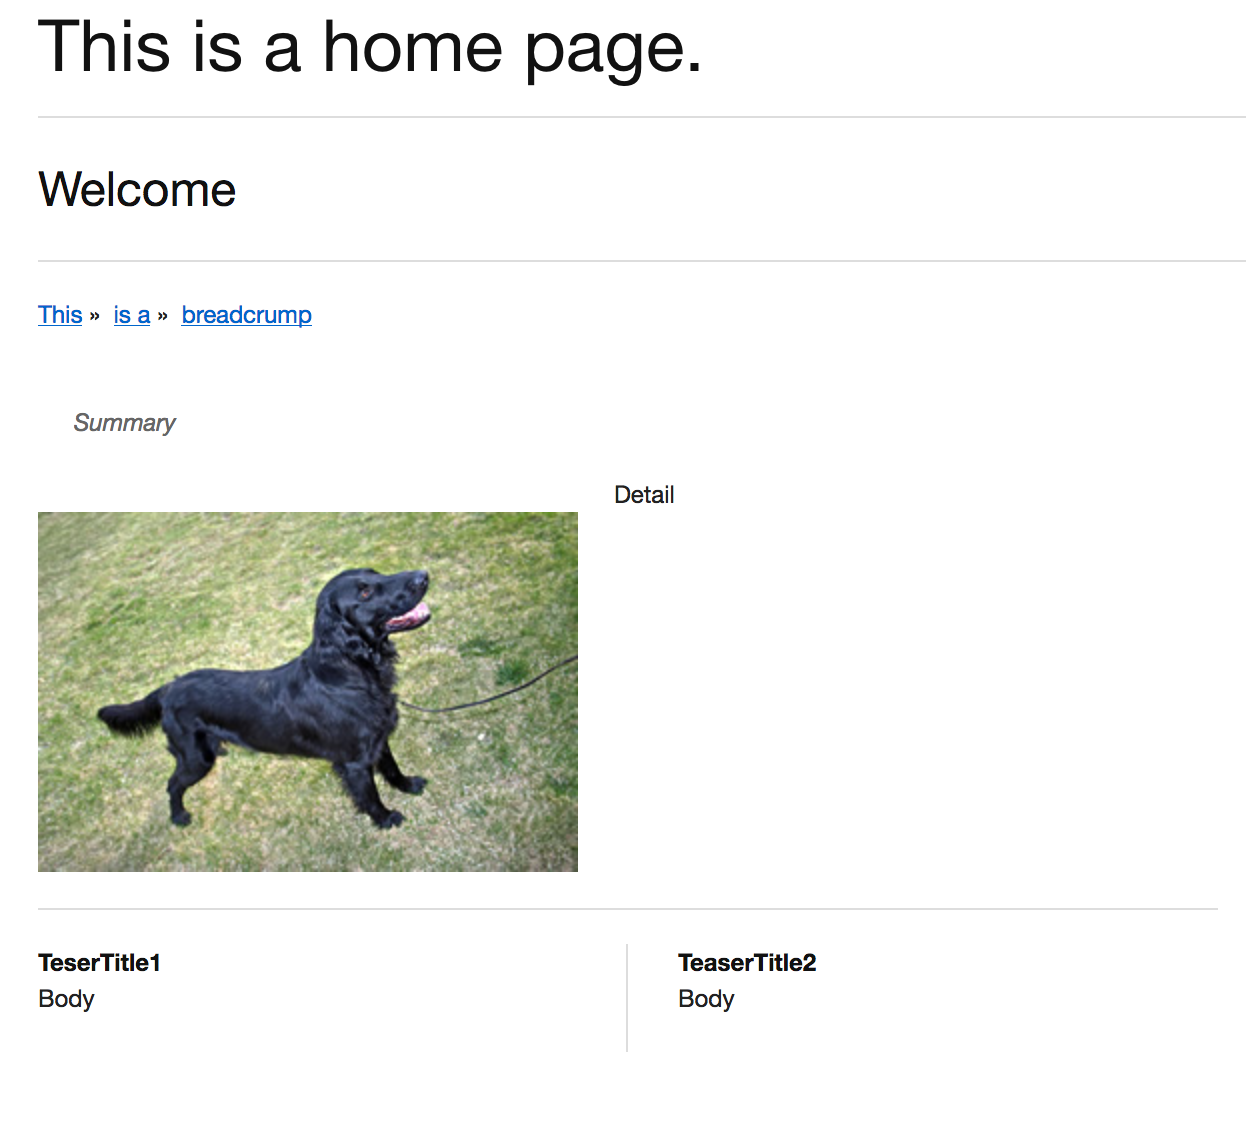 This is a home page.
Welcome
This » is a » breadcrump
Summary
Detail
TeserTitle1
Body
TeaserTitle2
Body